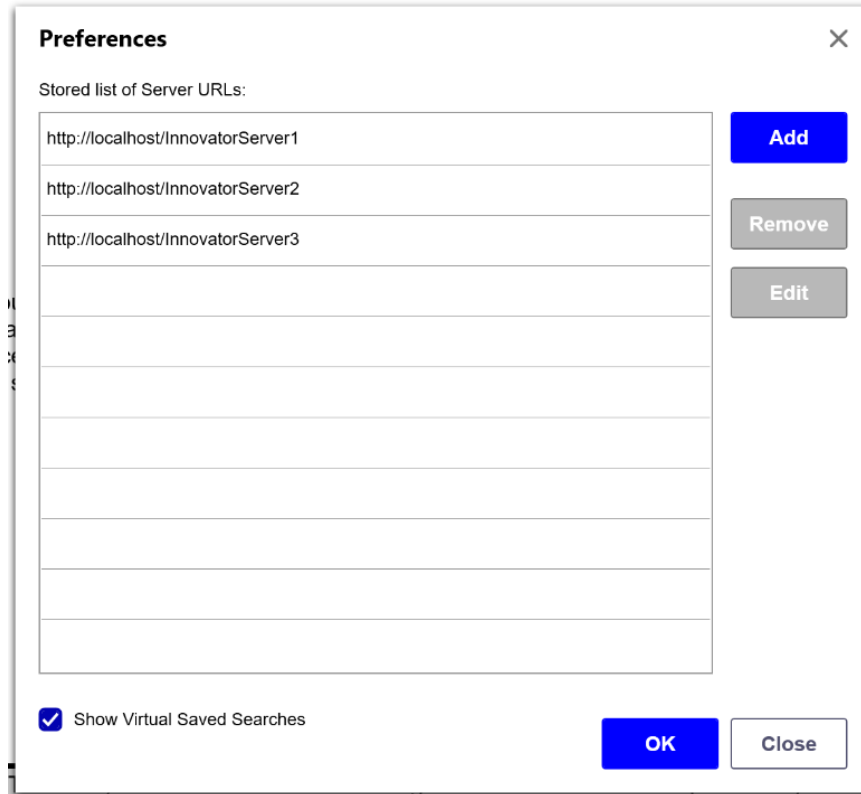 Preferences
Stored list of Server URLs:
http://localhost/InnovatorServer1
Add
http://localhost/InnovatorServer2
Remove
http://localhost/InnovatorServer3
Edit
Show Virtual Saved Searches
OK
Close